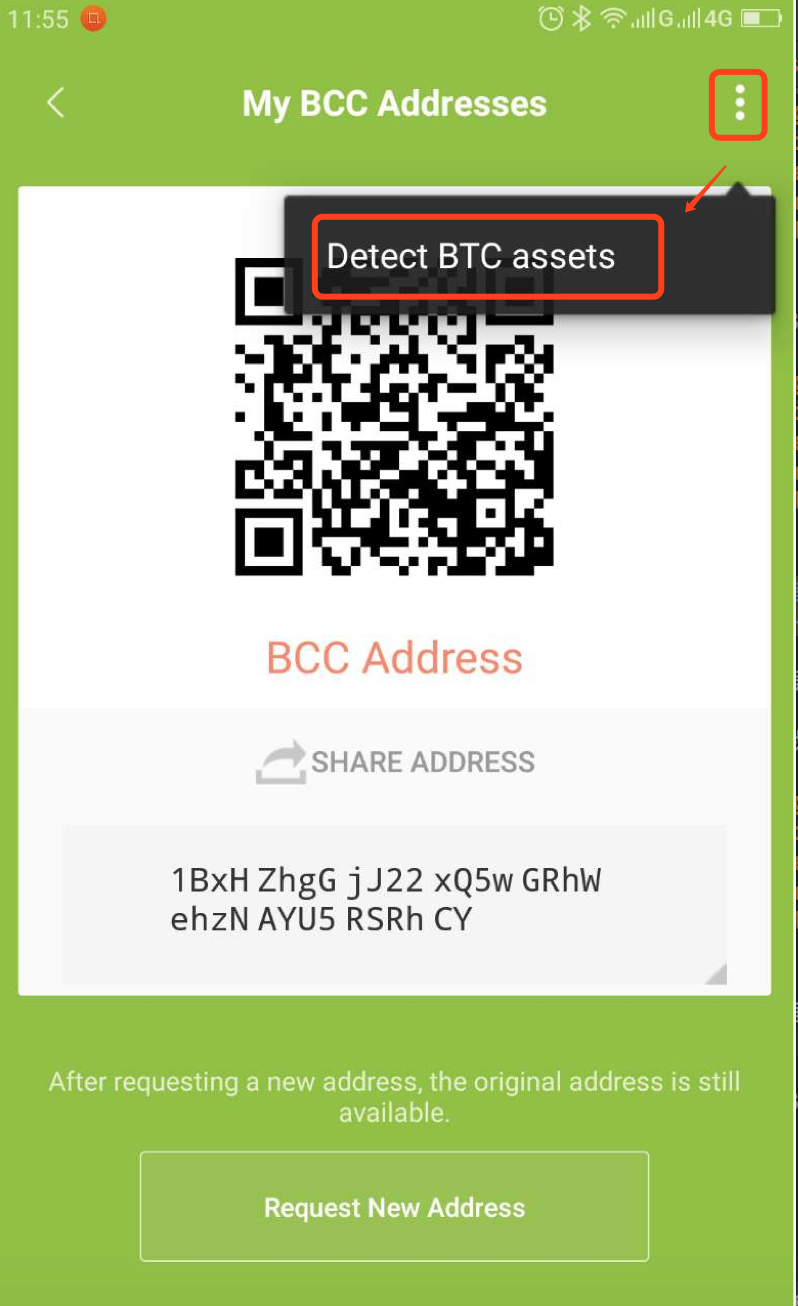 11:55 G 4G
My BCC Addresses
Detect BTC assets
BCC Address
SHARE ADDRESS
1BxH ZhgG jJ22 xQ5w GRhW
ehzN AYU5 RSRh CY
After requesting a new address, the original address is still
available.
Request New Address